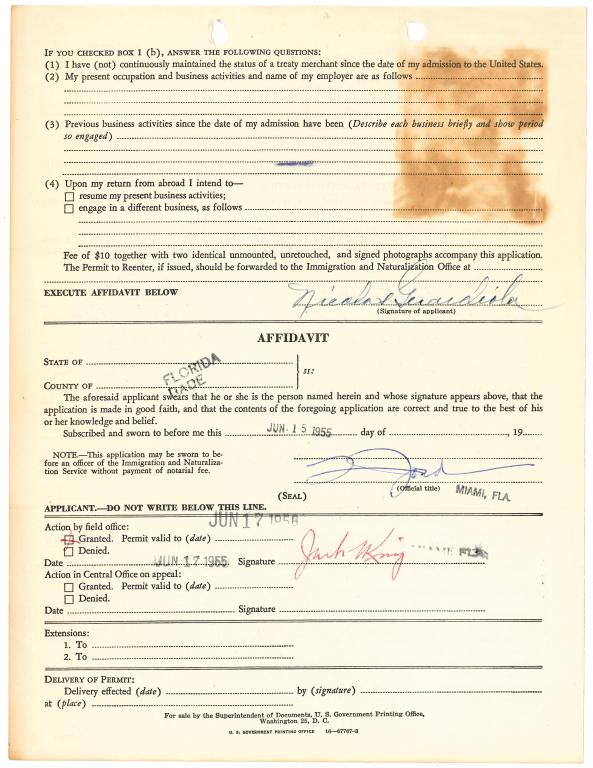 IF YOU CHECKED BOX 1 (b), ANSWER THE FOLLOWING QUESTIONS:
(1) I have (not) continuously maintained the status of a treaty merchant since the date of my admission to the United States.
(2) My present occupation and business activities and name of my employer are as follows
(3) Previous business activities since the date of my admission have been (Describe each business briefly and show period
so engaged)
(4) Upon my return from abroad I intend to—
resume my present business activities;
engage in a different business, as follows
Fee of $10 together with two identical unmounted, unretouched, and signed photographs accompany this application.
The Permit to Reenter, if issued, should be forwarded to the Immigration and Naturalization Office at
EXECUTE AFFIDAVIT BELOW
Nicolas Guardiola
(Signature of applicant)
AFFIDAVIT
STATE OF FLORIDA
ss:
COUNTY OF DADE
The aforesaid applicant swears that he or she is the person named herein and whose signature appears above, that the
application is made in good faith, and that the contents of the foregoing application are correct and true to the best of his
or her knowledge and belief.
Subscribed and sworn to before me this JUN 15 1955 day of , 19
NOTE.—This application may be sworn to be-
fore an officer of the Immigration and Naturaliza-
tion Service without payment of notarial fee.
(Official title) MIAMI, FLA.
(SEAL)
APPLICANT.—DO NOT WRITE BELOW THIS LINE.
Action by field office: JUN 17 1956
Granted. Permit valid to (date)
Denied.
Date JUN 17 1955 Signature Jack King MIAMI FLA
Action in Central Office on appeal:
Granted. Permit valid to (date)
Denied.
Date Signature
Extensions:
1. To
2. To
DELIVERY OF PERMIT:
Delivery effected (date) by (signature)
at (place)
For sale by the Superintendent of Documents, U. S. Government Printing Office,
Washington 25, D. C.
U. S. GOVERNMENT PRINTING OFFICE 16—67767-3